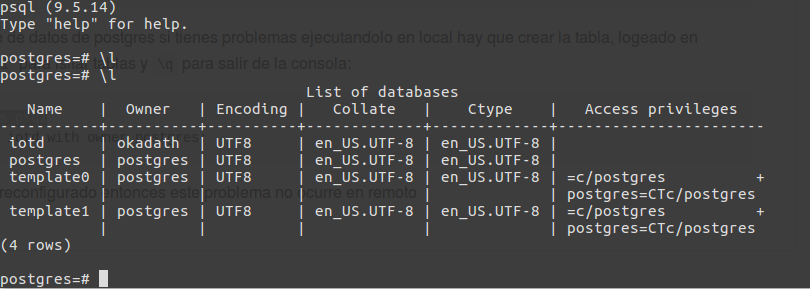 psql (9.5.14)
Type "help" for help.
o de datos de postgres si tienes problemas ejecutandolo en local hay que crear la tabla, logeado en
postgres=# \l
y \q para salir de la consola:
postgres=# \l
                                  List of databases
   Name    |  Owner   | Encoding |   Collate   |    Ctype    |   Access privileges
-----------+----------+----------+-------------+-------------+-----------------------
 iotd      | okadath  | UTF8     | en_US.UTF-8 | en_US.UTF-8 |
 postgres  | postgres | UTF8     | en_US.UTF-8 | en_US.UTF-8 |
 template0 | postgres | UTF8     | en_US.UTF-8 | en_US.UTF-8 | =c/postgres          +
reconfigurado entonces este problema no ocurre en remoto
           |          |          |             |             | postgres=CTc/postgres
 template1 | postgres | UTF8     | en_US.UTF-8 | en_US.UTF-8 | =c/postgres          +
           |          |          |             |             | postgres=CTc/postgres
(4 rows)
postgres=#